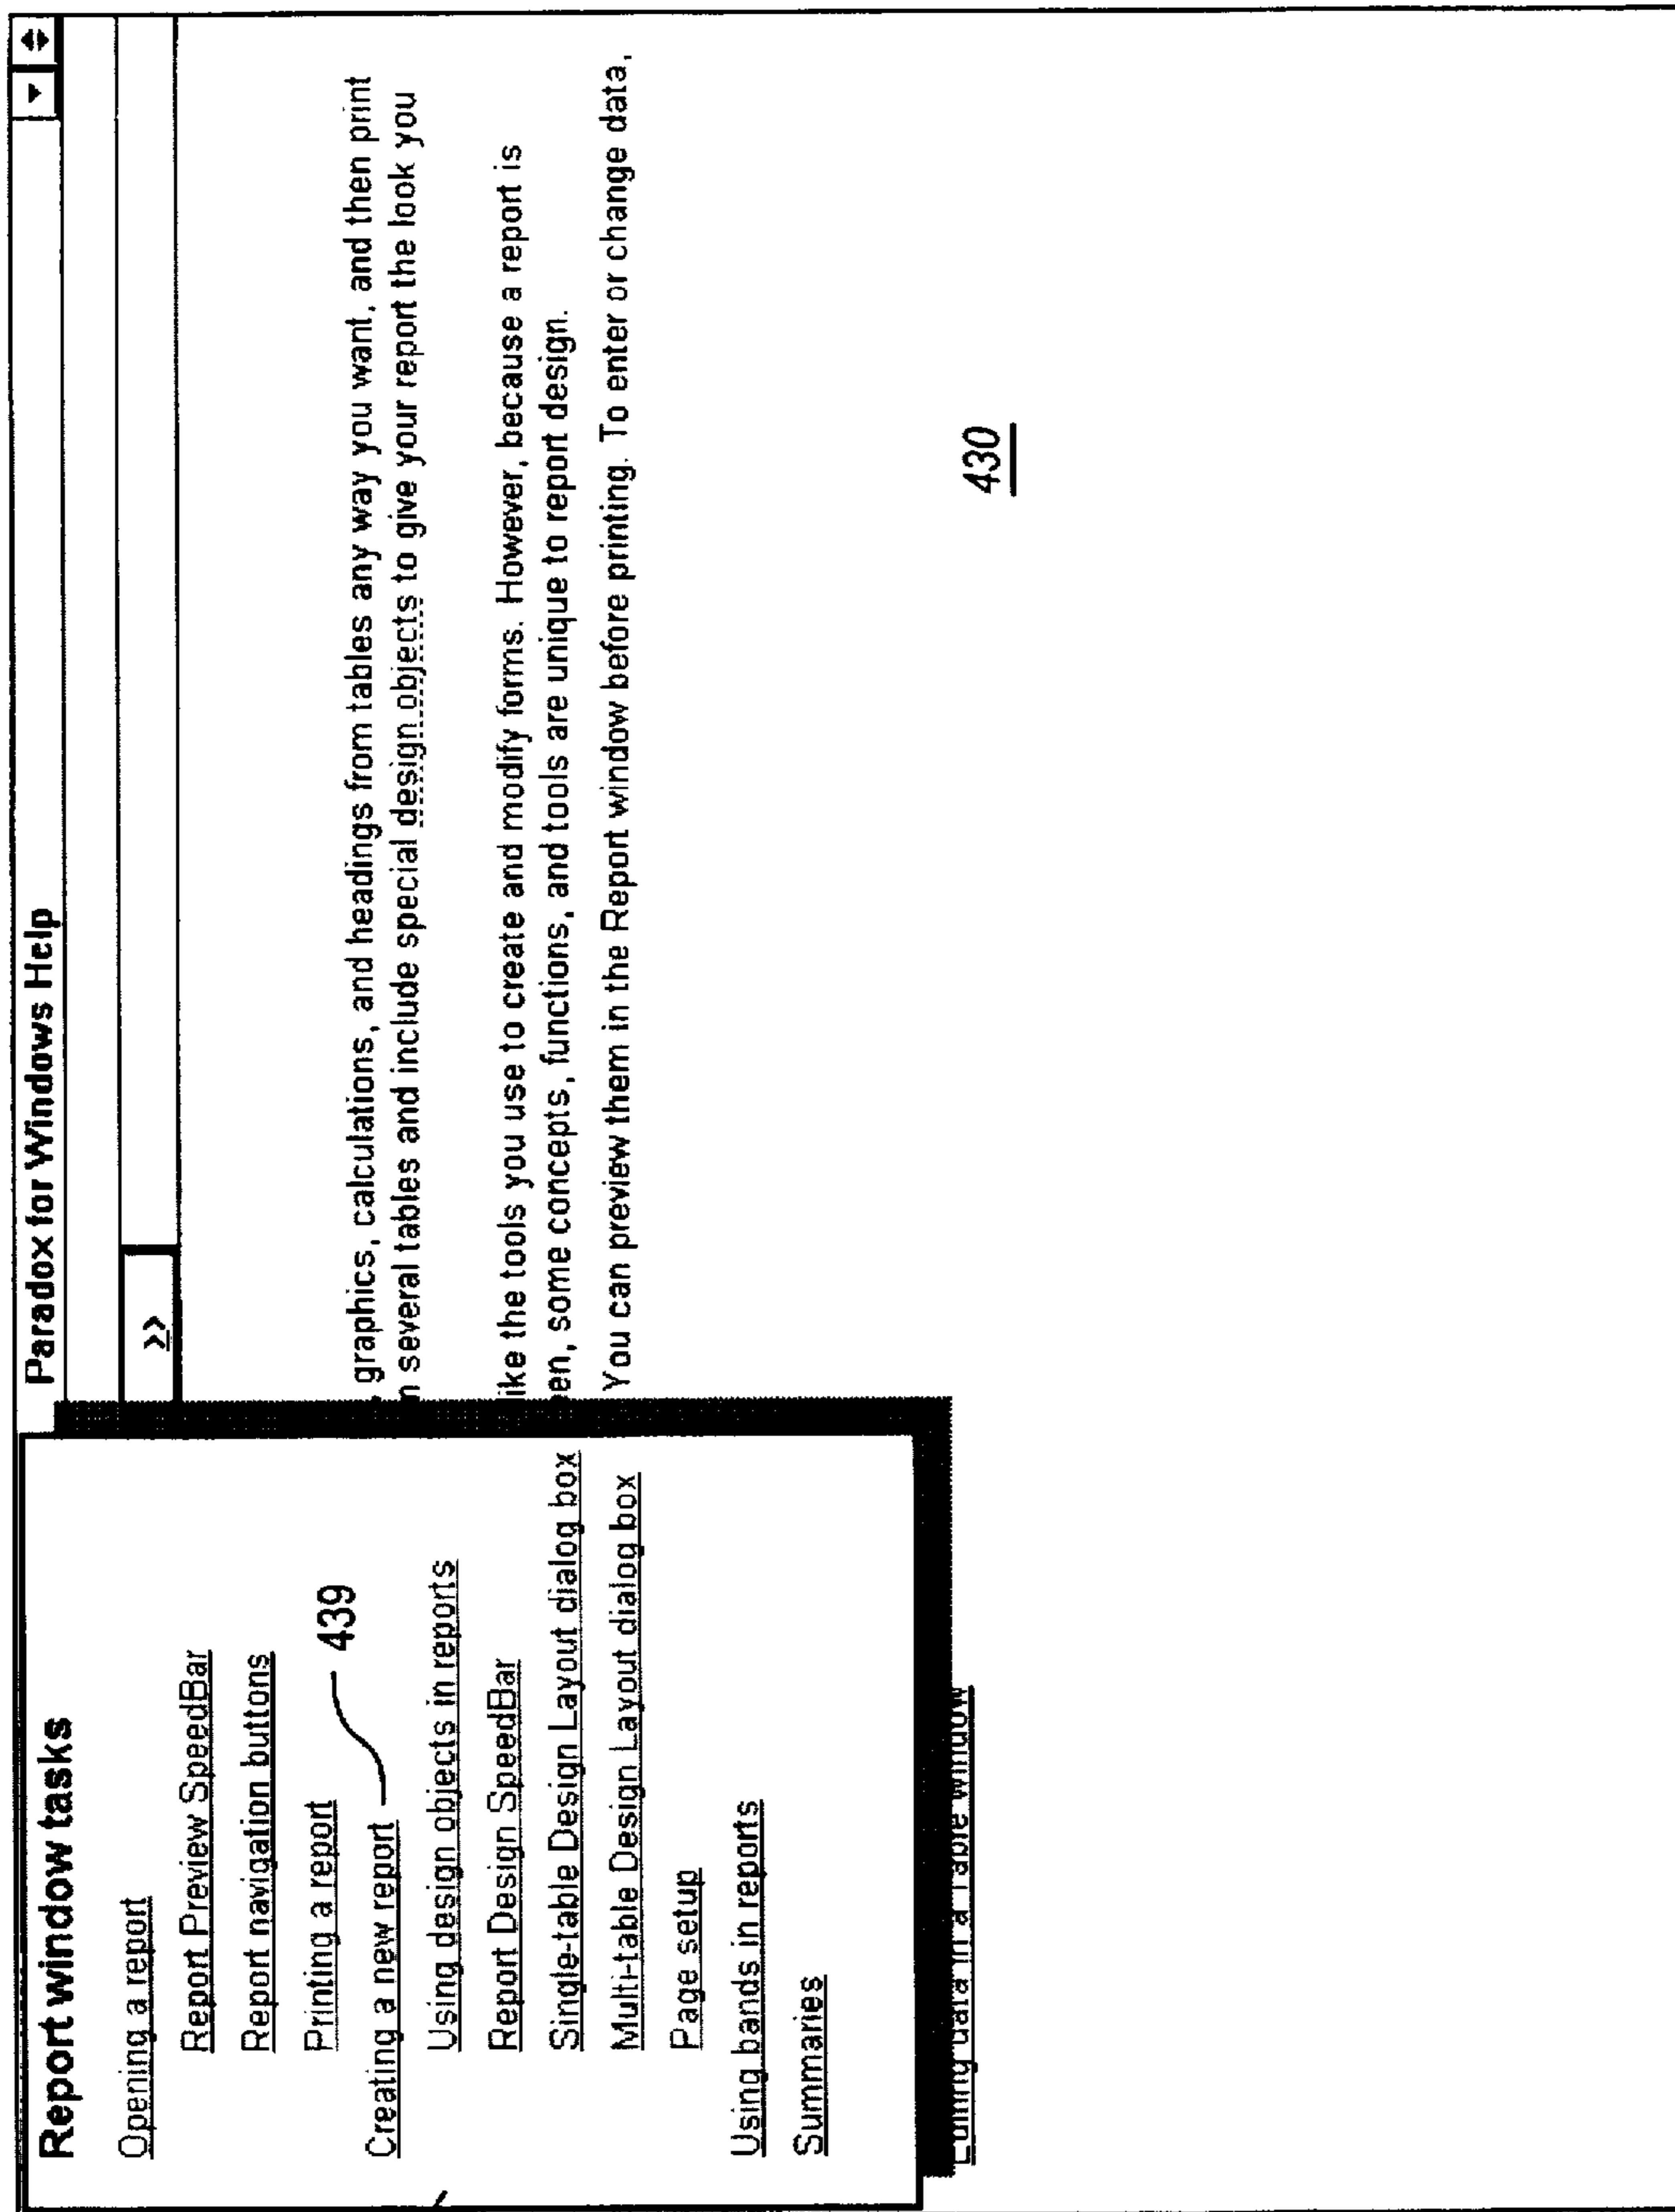 Paradox for Windows Help
>>
Report window tasks
Opening a report
Report Preview SpeedBar
Report navigation buttons
Printing a report
439
Creating a new report
Using design objects in reports
Report Design SpeedBar
Single-table Design Layout dialog box
Multi-table Design Layout dialog box
Page setup
Using bands in reports
Summaries
graphics, calculations, and headings from tables any way you want, and then print
n several tables and include special design objects to give your report the look you
ike the tools you use to create and modify forms. However, because a report is
en, some concepts, functions, and tools are unique to report design.
You can preview them in the Report window before printing. To enter or change data,
Editing data in a Table window
430